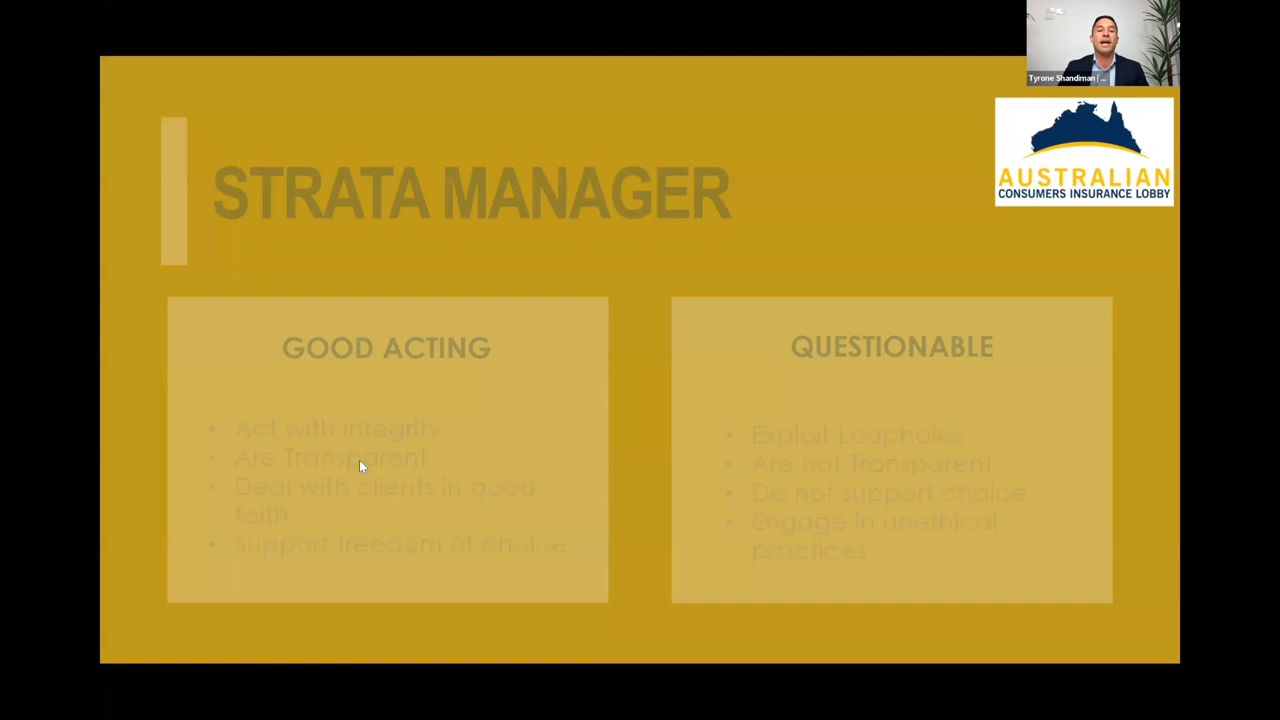 Tyrone Shandiman | ...
AUSTRALIAN
CONSUMERS INSURANCE LOBBY
STRATA MANAGER
GOOD ACTING
• Act with integrity
• Are Transparent
• Deal with clients in good
faith
• Support freedom of choice
QUESTIONABLE
• Exploit Loopholes
• Are not Transparent
• Do not support choice
• Engage in unethical
practices